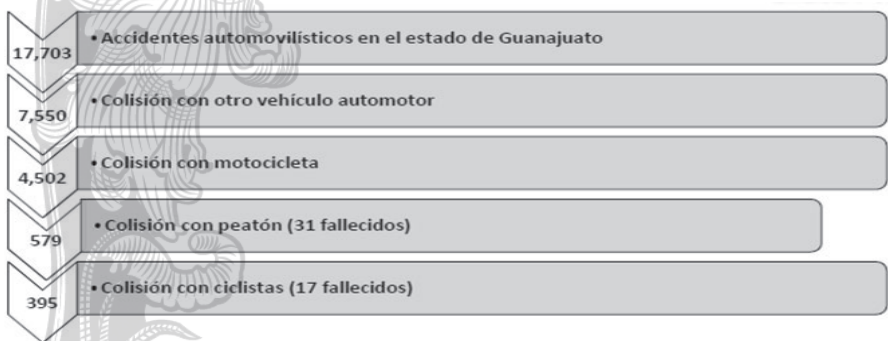 17,703 • Accidentes automovilísticos en el estado de Guanajuato
7,550 • Colisión con otro vehículo automotor
4,502 • Colisión con motocicleta
579 • Colisión con peatón (31 fallecidos)
395 • Colisión con ciclistas (17 fallecidos)